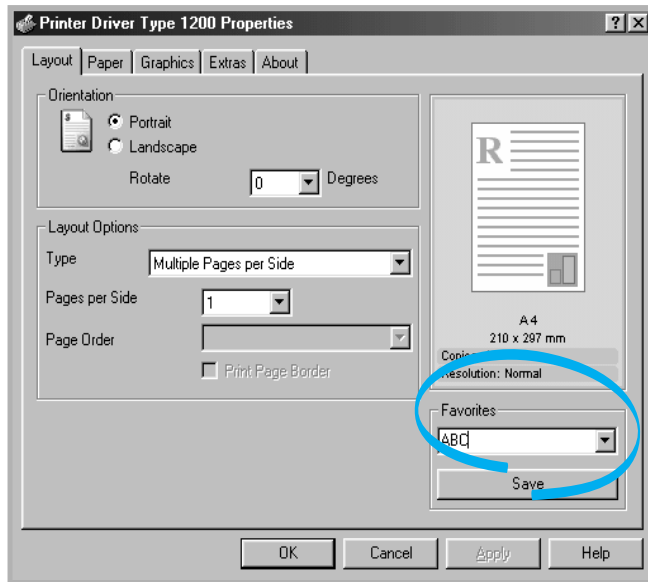 Printer Driver Type 1200 Properties
Layout Paper Graphics Extras About
Orientation
Portrait
Landscape
Rotate 0 Degrees
Layout Options
Type Multiple Pages per Side
Pages per Side 1
Page Order
Print Page Border
R
A4
210 x 297 mm
Resolution: Normal
Favorites
ABC
Save
OK Cancel Apply Help